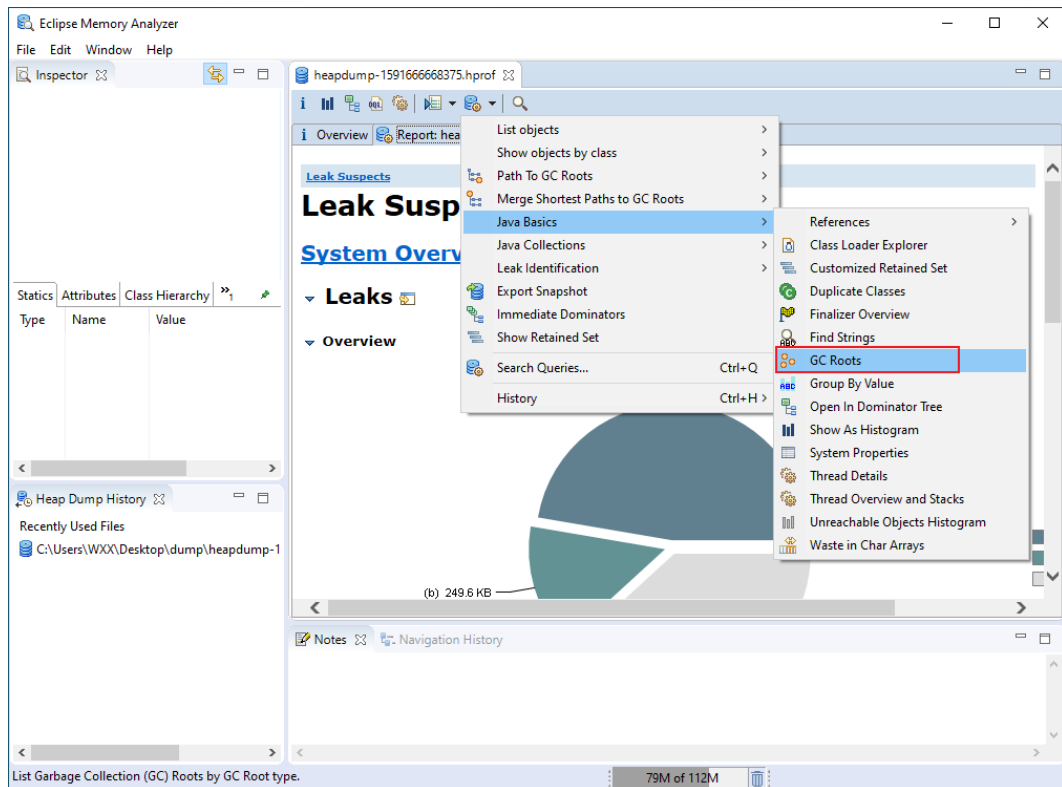 Eclipse Memory Analyzer
File Edit Window Help
Inspector
Statics Attributes Class Hierarchy »1
Type Name Value
Heap Dump History
Recently Used Files
C:\Users\WXX\Desktop\dump\heapdump-1
heapdump-1591666668375.hprof
i OQL
i Overview Report: hea
Leak Suspects
Leak Susp
System Overv
Leaks
Overview
(b) 249.6 KB
List objects
Show objects by class
Path To GC Roots
Merge Shortest Paths to GC Roots
Java Basics
Java Collections
Leak Identification
Export Snapshot
Immediate Dominators
Show Retained Set
Search Queries... Ctrl+Q
History Ctrl+H
References
Class Loader Explorer
Customized Retained Set
Duplicate Classes
Finalizer Overview
Find Strings
GC Roots
Group By Value
Open In Dominator Tree
Show As Histogram
System Properties
Thread Details
Thread Overview and Stacks
Unreachable Objects Histogram
Waste in Char Arrays
Notes Navigation History
List Garbage Collection (GC) Roots by GC Root type.
79M of 112M